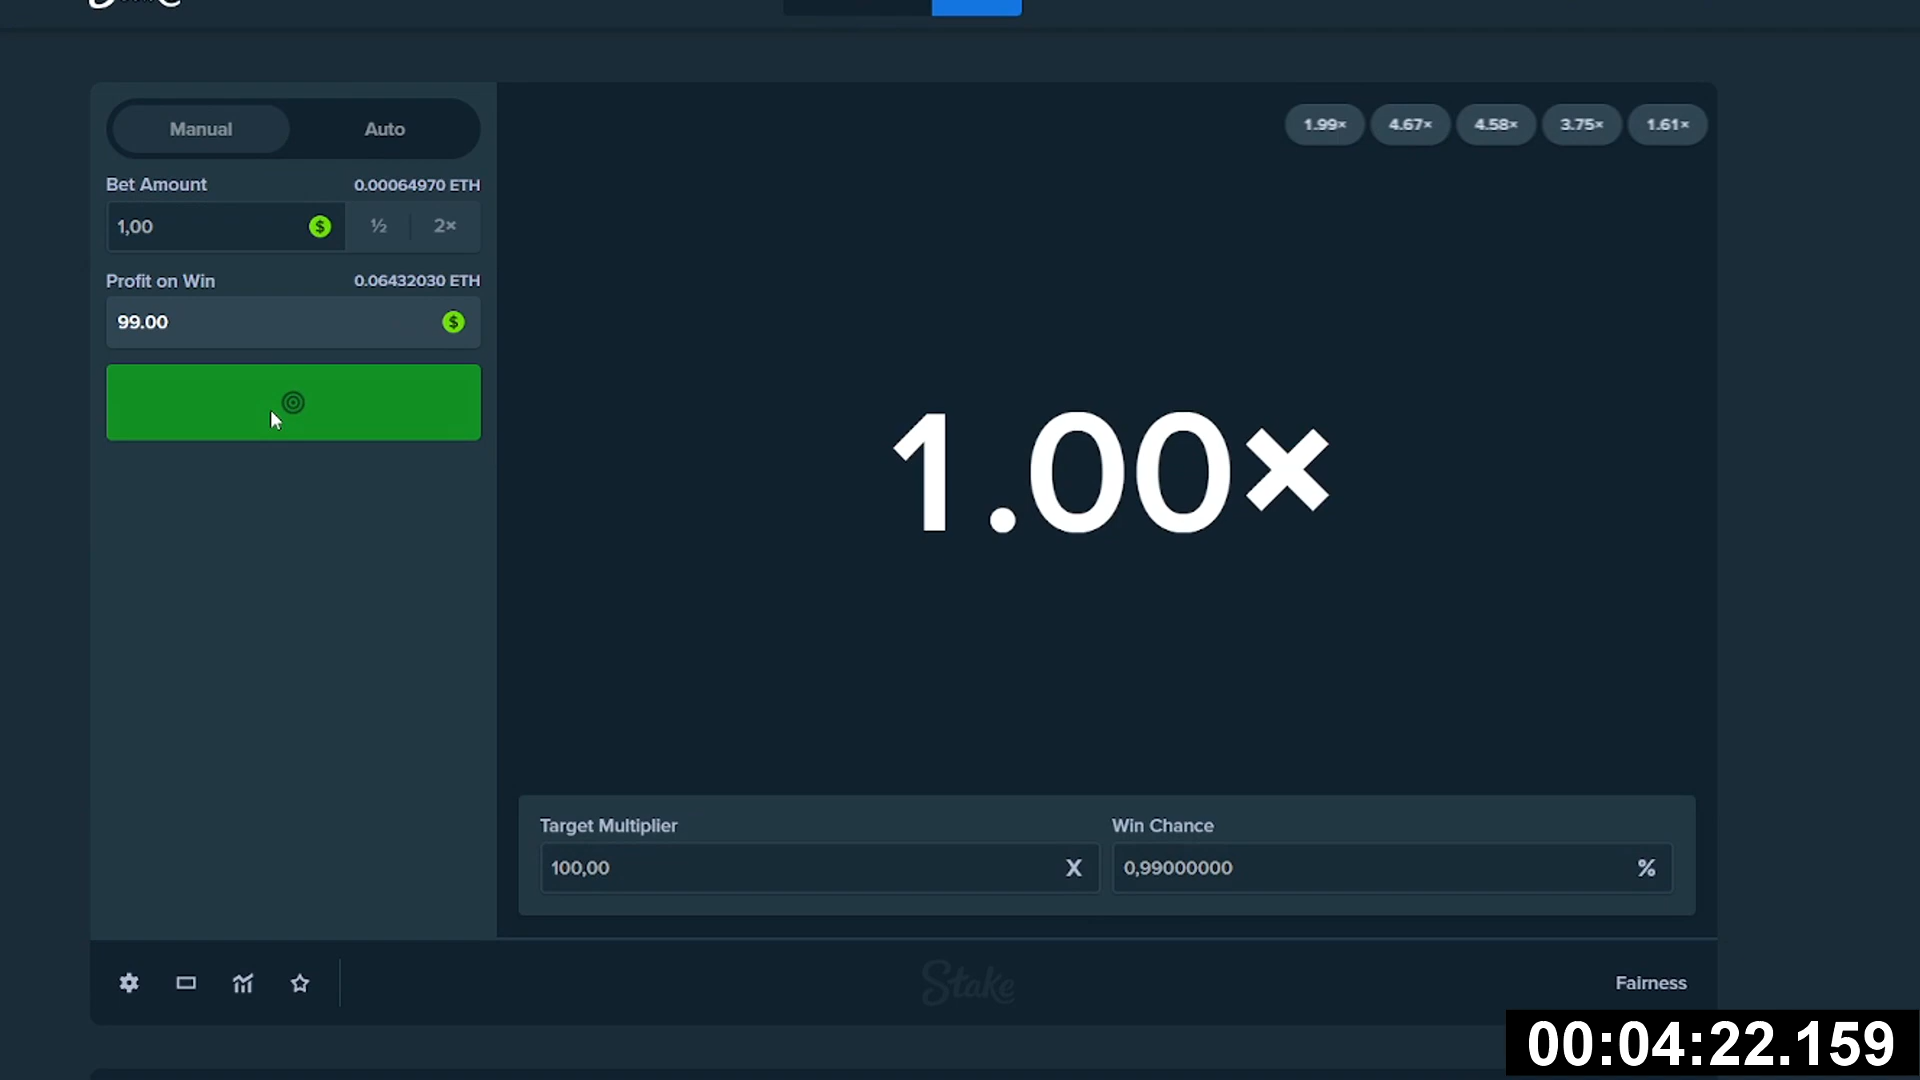 Manual Auto
1.99× 4.67× 4.58× 3.75× 1.61×
Bet Amount 0.00064970 ETH
1,00 $ ½ 2×
Profit on Win 0.06432030 ETH
99.00 $
1.00×
Target Multiplier Win Chance
100,00 X 0,99000000 %
Stake Fairness
00:04:22.159